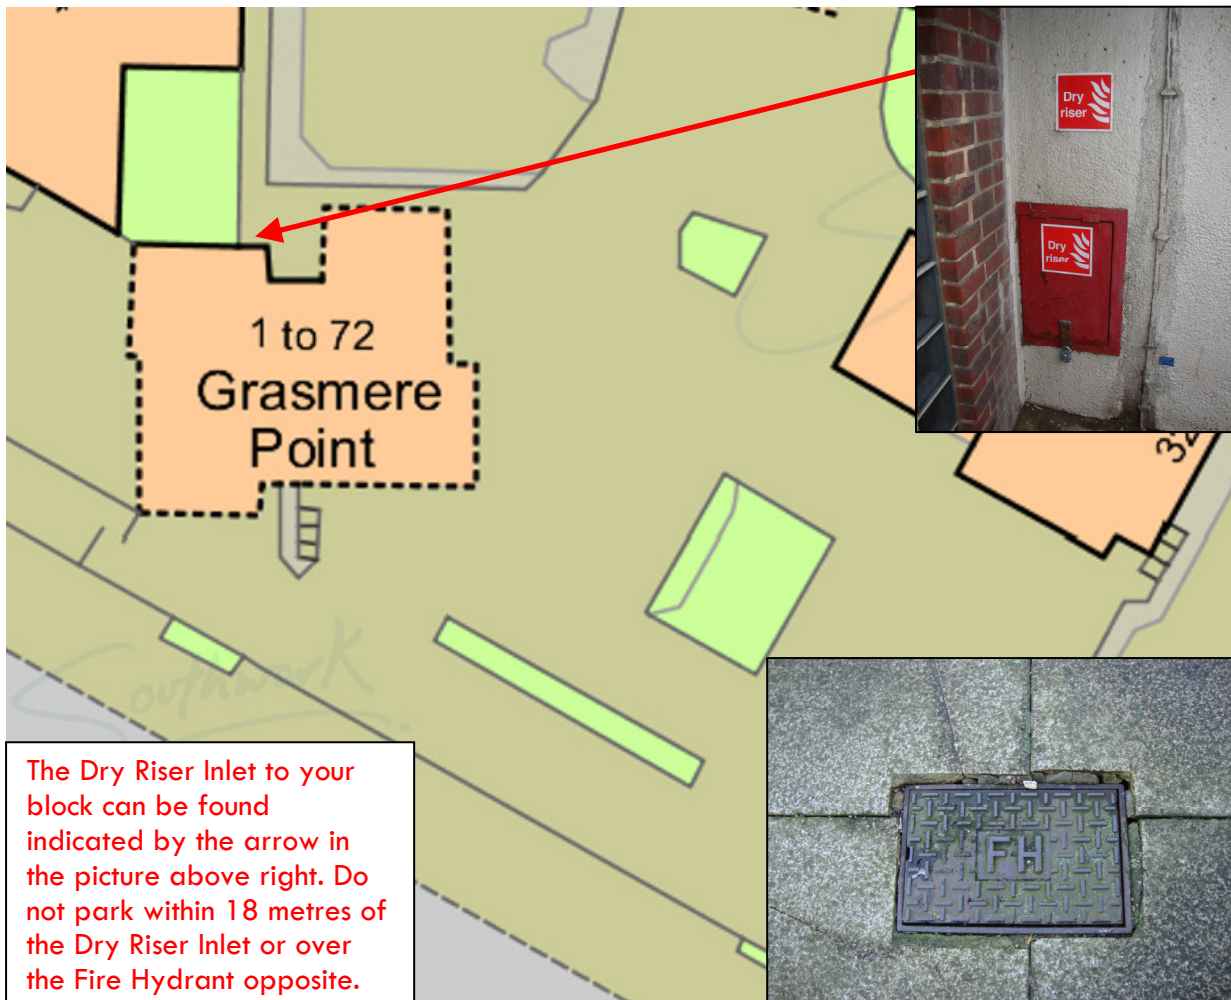 Dry
riser
Dry
riser
1 to 72
Grasmere
Point
32
Southwark
FH
The Dry Riser Inlet to your
block can be found
indicated by the arrow in
the picture above right. Do
not park within 18 metres of
the Dry Riser Inlet or over
the Fire Hydrant opposite.